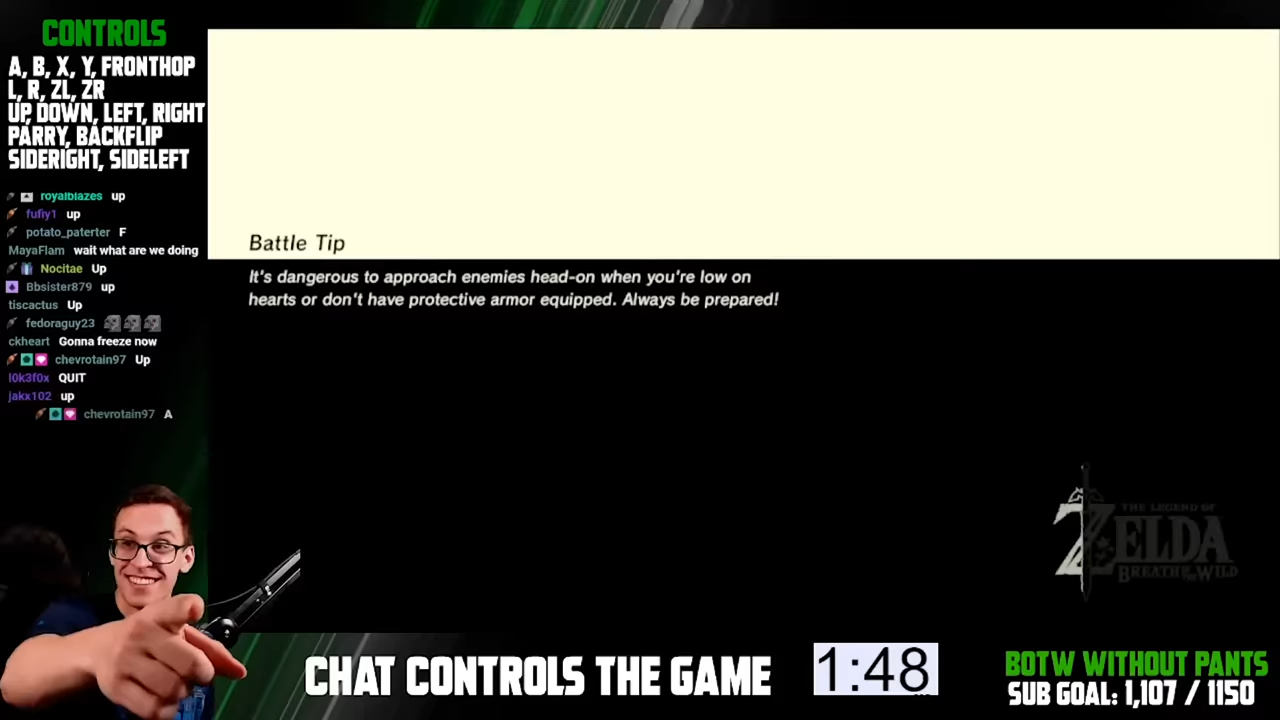 CONTROLS
A, B, X, Y, FRONTHOP
L, R, ZL, ZR
UP, DOWN, LEFT, RIGHT
PARRY, BACKFLIP
SIDERIGHT, SIDELEFT
royalblazes up
fufiy1 up
potato_paterter F
MayaFlam wait what are we doing
Nocitae Up
Bbsister879 up
tiscactus Up
fedoraguy23
ckheart Gonna freeze now
chevrotain97 Up
l0k3f0x QUIT
jakx102 up
chevrotain97 A
Battle Tip
It's dangerous to approach enemies head-on when you're low on
hearts or don't have protective armor equipped. Always be prepared!
THE LEGEND OF
ZELDA
BREATH OF THE WILD
CHAT CONTROLS THE GAME
1:48
BOTW WITHOUT PANTS
SUB GOAL: 1,107 / 1150